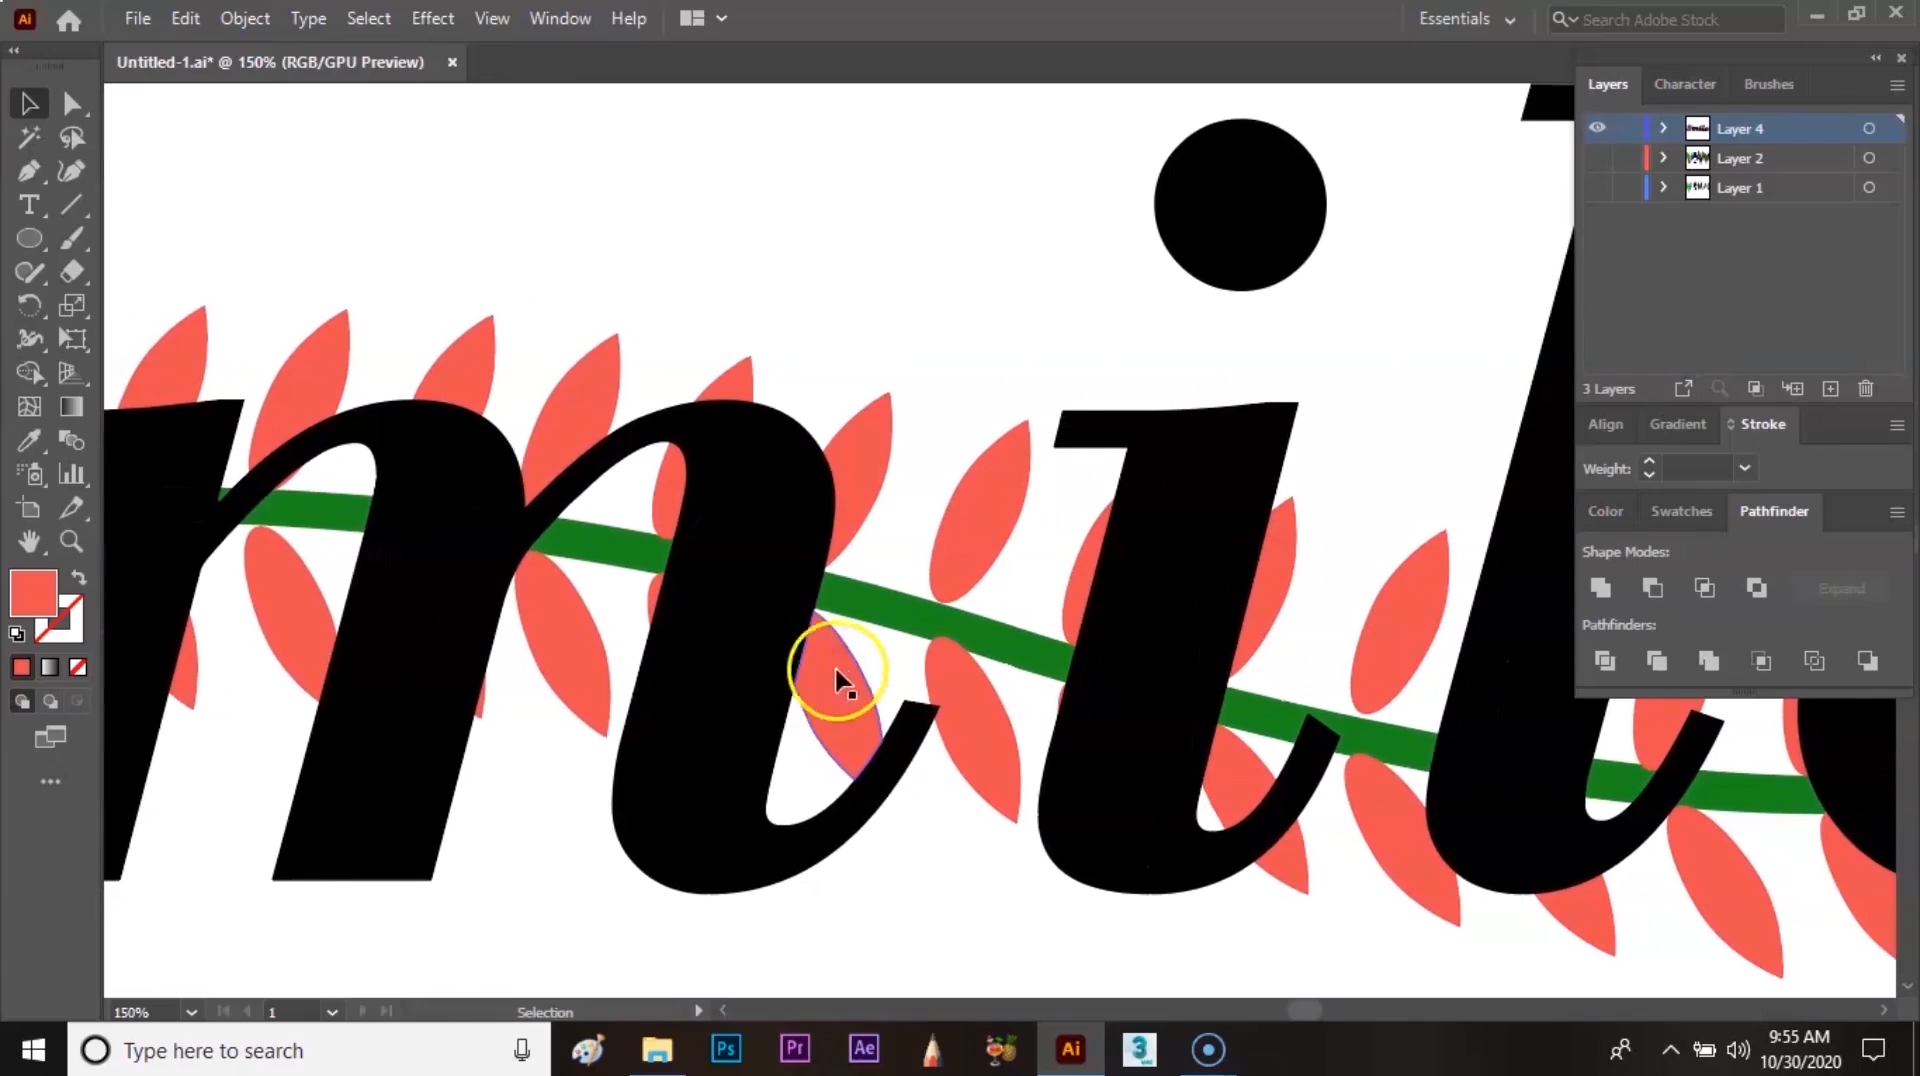 Ai File Edit Object Type Select Effect View Window Help Essentials Search Adobe Stock
Untitled-1.ai* @ 150% (RGB/GPU Preview)
Layers Character Brushes
Layer 4
Layer 2
Layer 1
3 Layers
Align Gradient Stroke
Weight:
Color Swatches Pathfinder
Shape Modes:
Expand
Pathfinders:
mil
150% 1 Selection
Type here to search Ps Pr Ae Ai 3 9:55 AM
10/30/2020